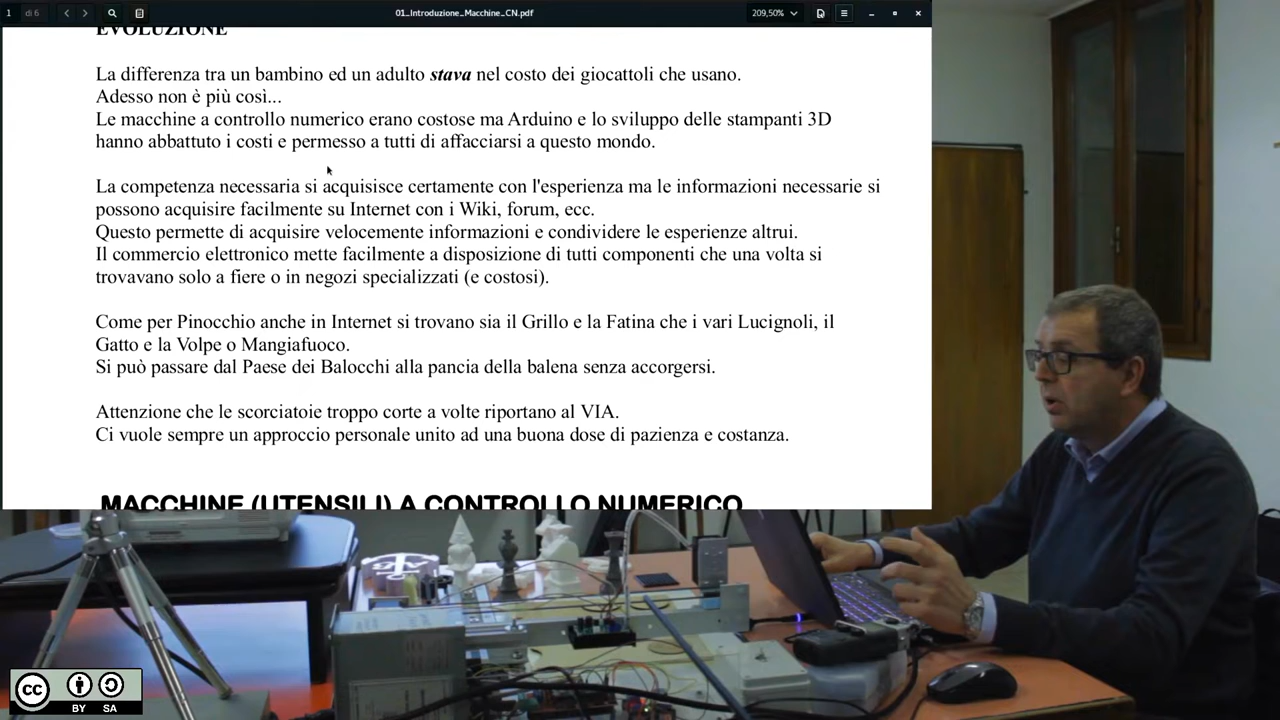 1 di 6
01_Introduzione_Macchine_CN.pdf
209,50%
EVOLUZIONE
La differenza tra un bambino ed un adulto stava nel costo dei giocattoli che usano.
Adesso non è più così...
Le macchine a controllo numerico erano costose ma Arduino e lo sviluppo delle stampanti 3D
hanno abbattuto i costi e permesso a tutti di affacciarsi a questo mondo.
La competenza necessaria si acquisisce certamente con l'esperienza ma le informazioni necessarie si
possono acquisire facilmente su Internet con i Wiki, forum, ecc.
Questo permette di acquisire velocemente informazioni e condividere le esperienze altrui.
Il commercio elettronico mette facilmente a disposizione di tutti componenti che una volta si
trovavano solo a fiere o in negozi specializzati (e costosi).
Come per Pinocchio anche in Internet si trovano sia il Grillo e la Fatina che i vari Lucignoli, il
Gatto e la Volpe o Mangiafuoco.
Si può passare dal Paese dei Balocchi alla pancia della balena senza accorgersi.
Attenzione che le scorciatoie troppo corte a volte riportano al VIA.
Ci vuole sempre un approccio personale unito ad una buona dose di pazienza e costanza.
MACCHINE (UTENSILI) A CONTROLLO NUMERICO
cc
BY SA